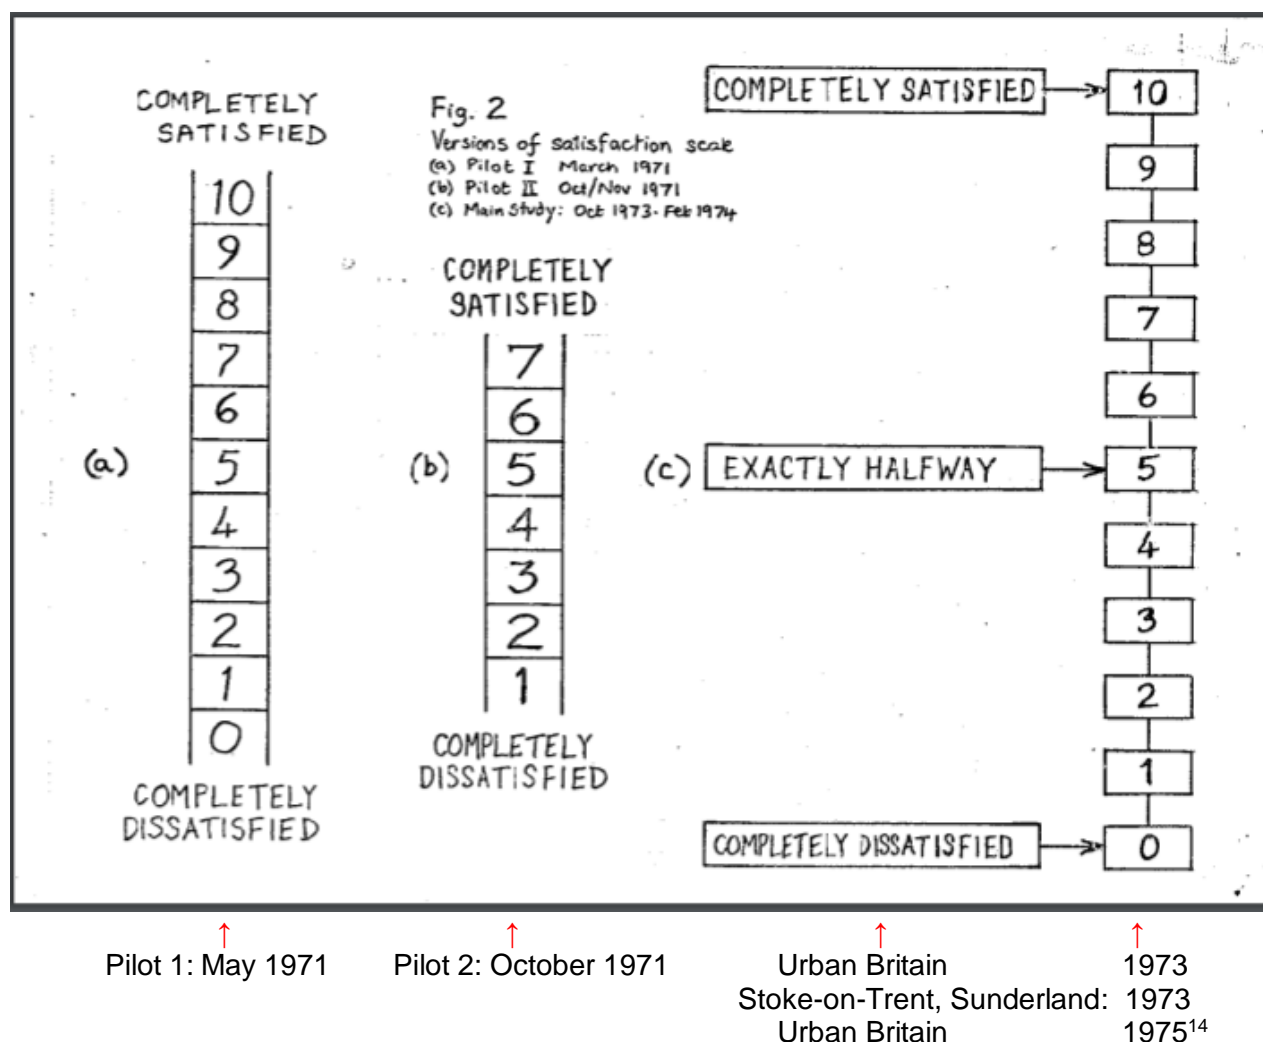 COMPLETELY
SATISFIED
10
9
8
7
6
5
4
3
2
1
0
(a)
COMPLETELY
DISSATISFIED
Fig. 2
Versions of satisfaction scale
(a) Pilot I March 1971
(b) Pilot II Oct/Nov 1971
(c) Main Study: Oct 1973 - Feb 1974
COMPLETELY
SATISFIED
7
6
5
4
3
2
1
(b)
COMPLETELY
DISSATISFIED
(c)
COMPLETELY SATISFIED
10
9
8
7
6
EXACTLY HALFWAY
5
4
3
2
1
COMPLETELY DISSATISFIED
0
↑ ↑ ↑ ↑
Pilot 1: May 1971
Pilot 2: October 1971
Urban Britain 1973
Stoke-on-Trent, Sunderland: 1973
Urban Britain 1975¹⁴